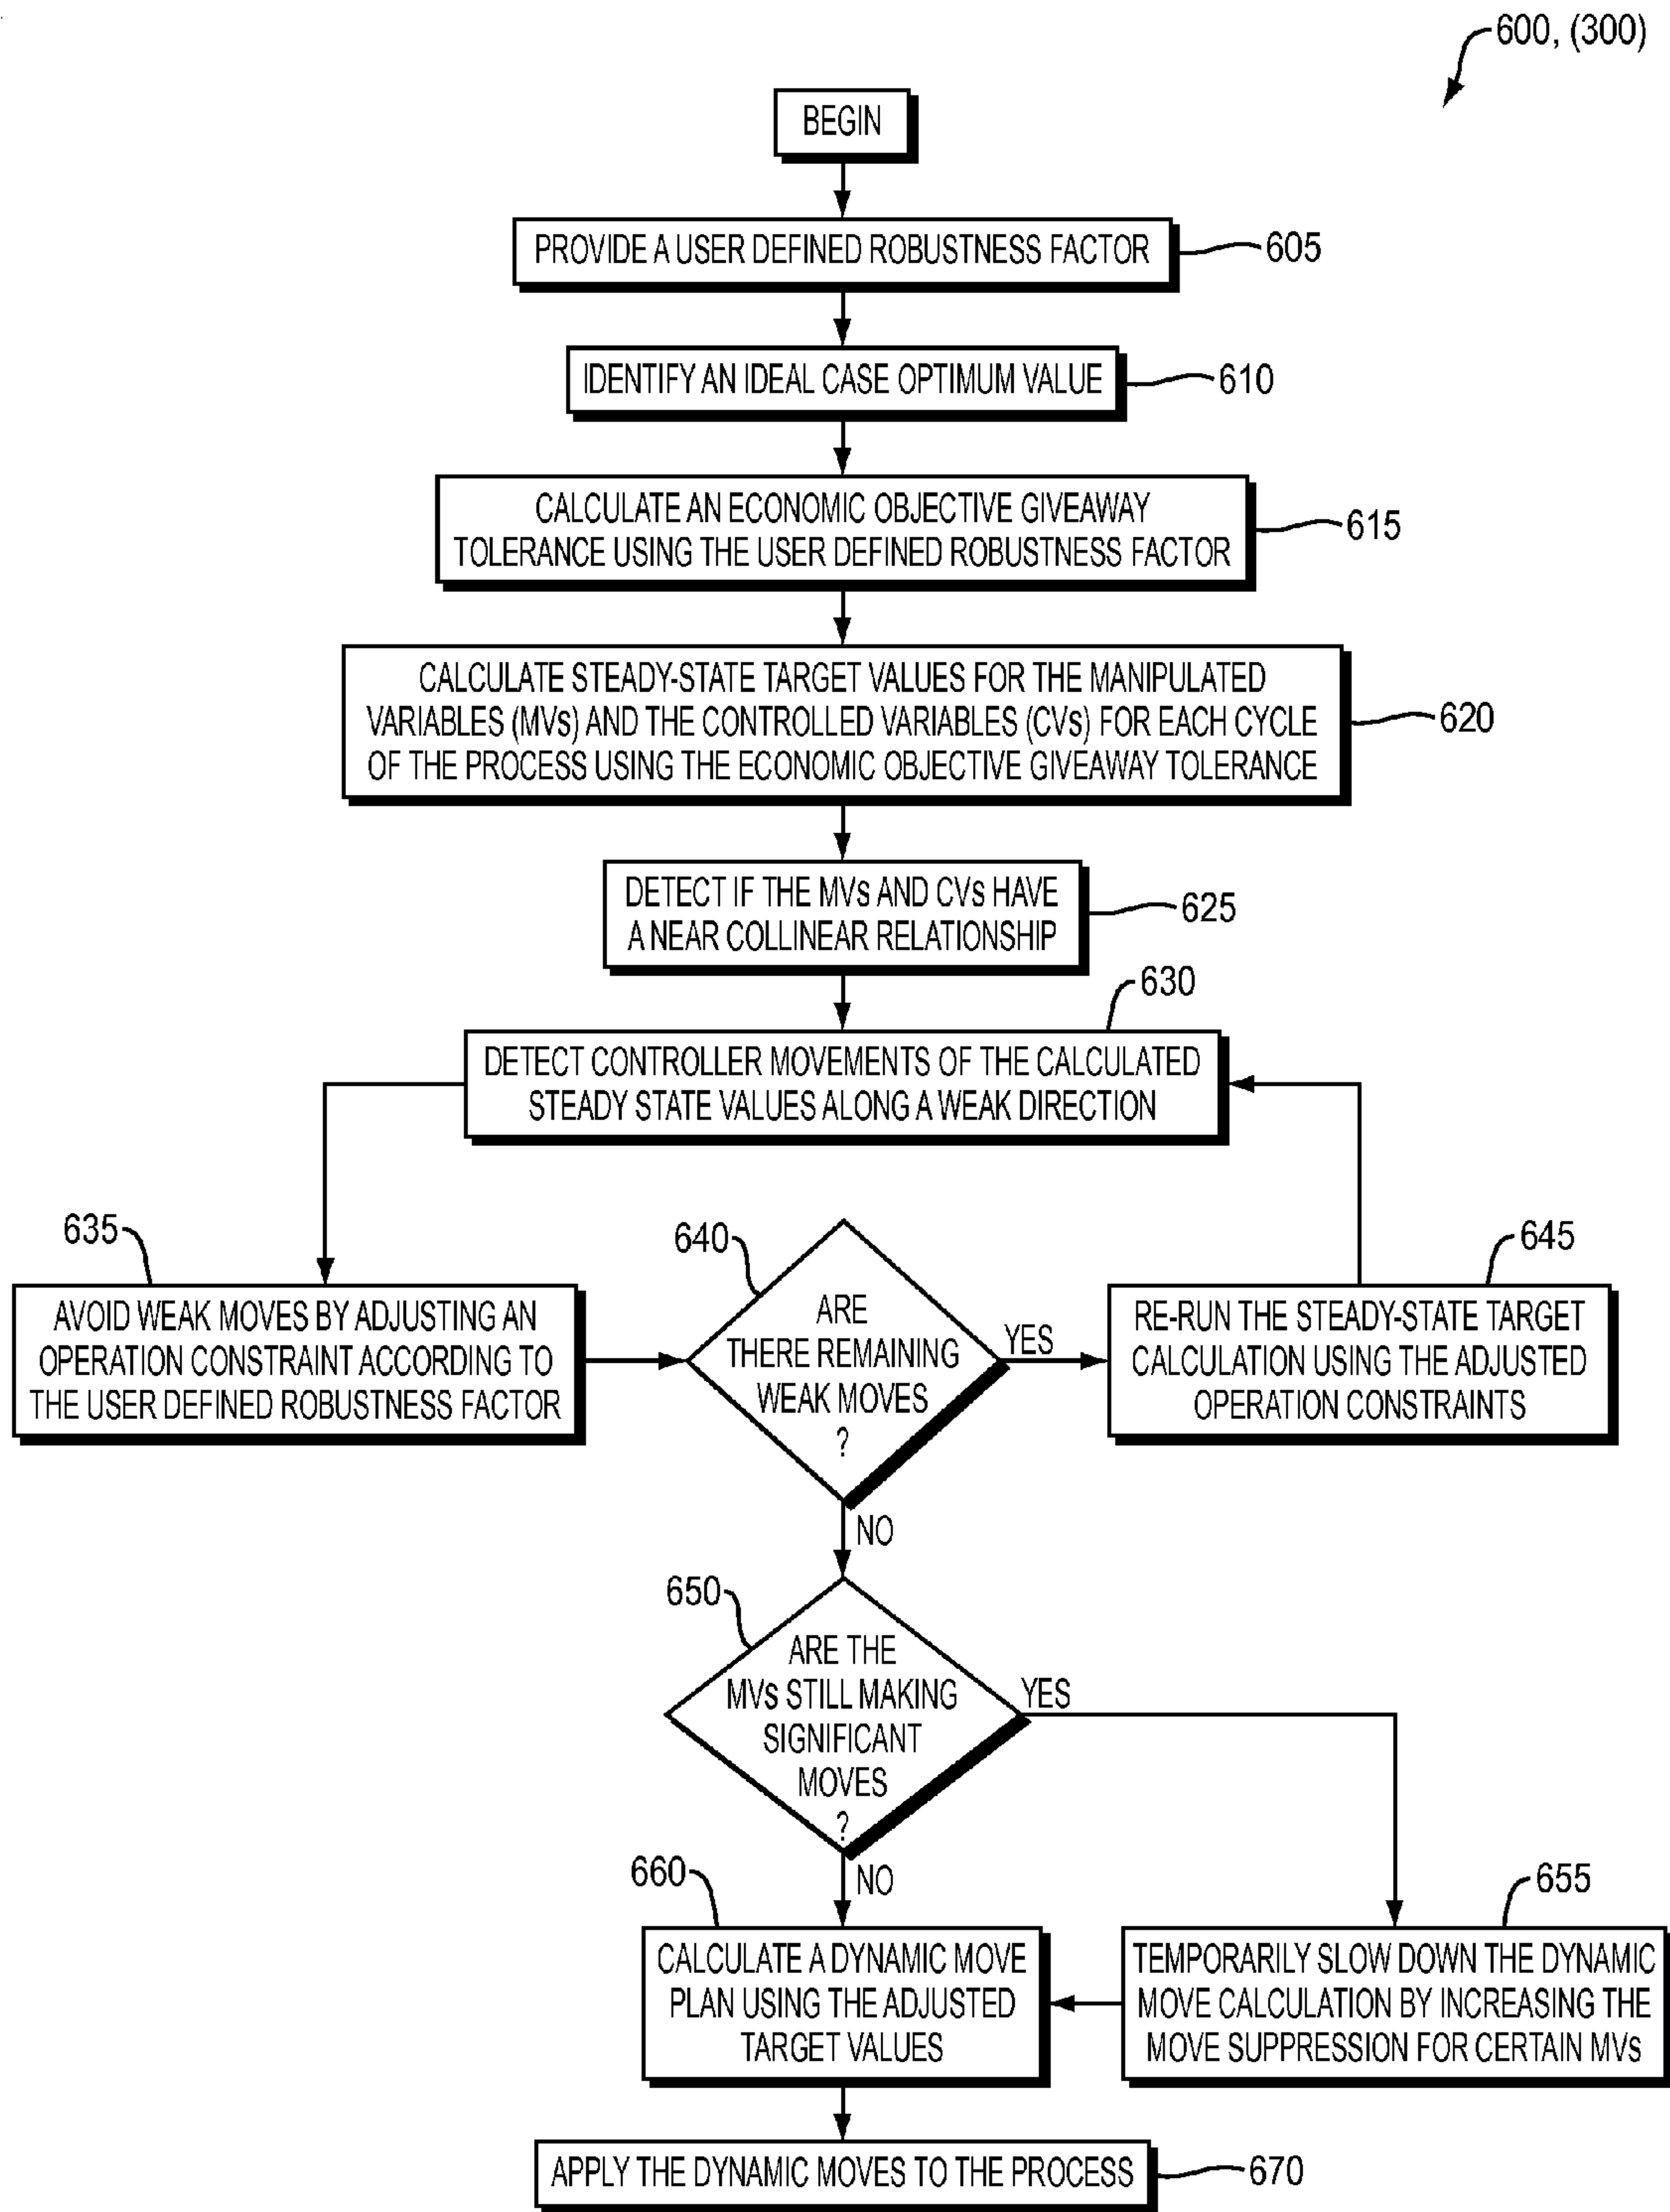 600, (300)
BEGIN
PROVIDE A USER DEFINED ROBUSTNESS FACTOR
605
IDENTIFY AN IDEAL CASE OPTIMUM VALUE
610
CALCULATE AN ECONOMIC OBJECTIVE GIVEAWAY
TOLERANCE USING THE USER DEFINED ROBUSTNESS FACTOR
615
CALCULATE STEADY-STATE TARGET VALUES FOR THE MANIPULATED
VARIABLES (MVs) AND THE CONTROLLED VARIABLES (CVs) FOR EACH CYCLE
OF THE PROCESS USING THE ECONOMIC OBJECTIVE GIVEAWAY TOLERANCE
620
DETECT IF THE MVs AND CVs HAVE
A NEAR COLLINEAR RELATIONSHIP
625
630
DETECT CONTROLLER MOVEMENTS OF THE CALCULATED
STEADY STATE VALUES ALONG A WEAK DIRECTION
635
AVOID WEAK MOVES BY ADJUSTING AN
OPERATION CONSTRAINT ACCORDING TO
THE USER DEFINED ROBUSTNESS FACTOR
640
ARE
THERE REMAINING
WEAK MOVES
?
YES
645
RE-RUN THE STEADY-STATE TARGET
CALCULATION USING THE ADJUSTED
OPERATION CONSTRAINTS
NO
650
ARE THE
MVs STILL MAKING
SIGNIFICANT
MOVES
?
YES
NO
655
TEMPORARILY SLOW DOWN THE DYNAMIC
MOVE CALCULATION BY INCREASING THE
MOVE SUPPRESSION FOR CERTAIN MVs
660
CALCULATE A DYNAMIC MOVE
PLAN USING THE ADJUSTED
TARGET VALUES
APPLY THE DYNAMIC MOVES TO THE PROCESS
670